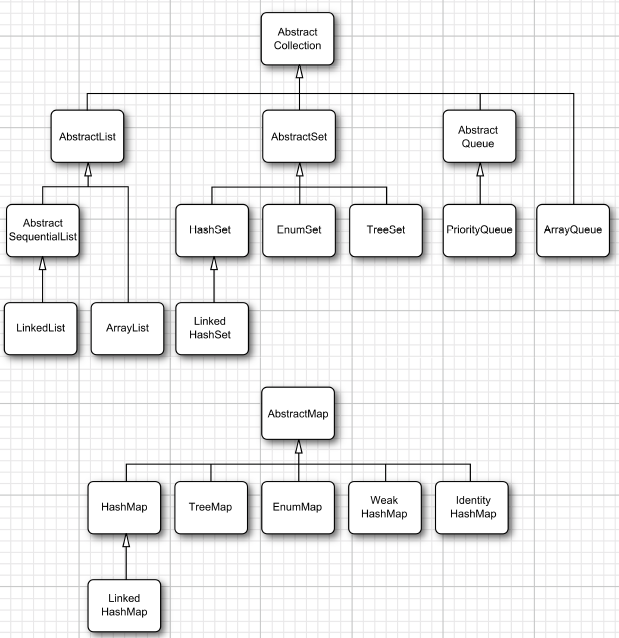 Abstract
Collection
AbstractList
AbstractSet
Abstract
Queue
Abstract
SequentialList
HashSet
EnumSet
TreeSet
PriorityQueue
ArrayQueue
LinkedList
ArrayList
Linked
HashSet
AbstractMap
HashMap
TreeMap
EnumMap
Weak
HashMap
Identity
HashMap
Linked
HashMap